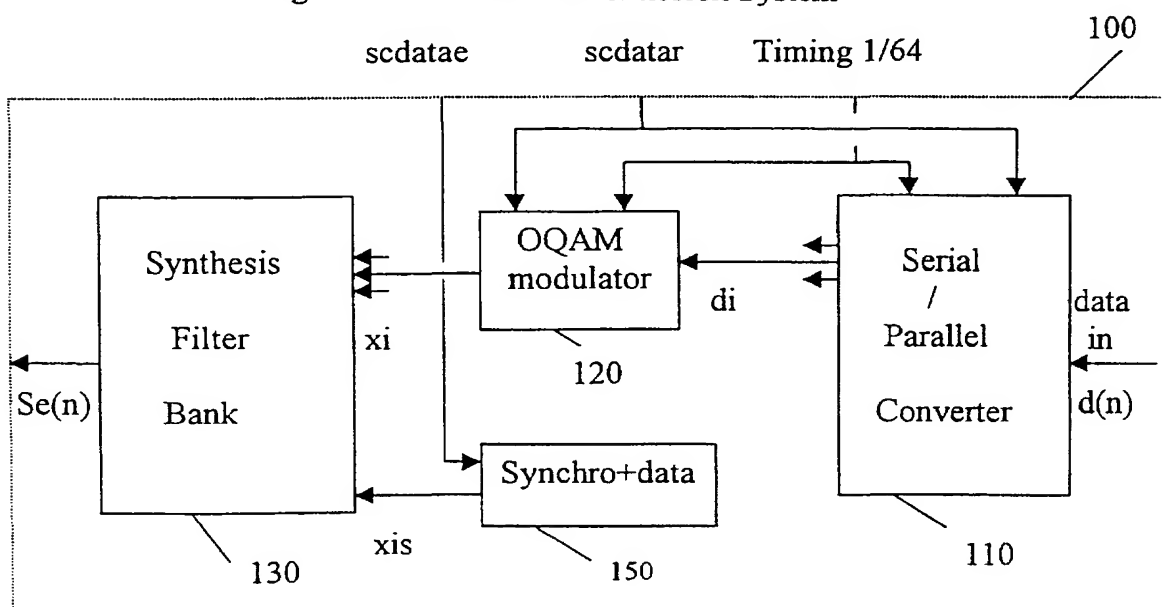 System
scdatae scdatar Timing 1/64 100
Synthesis
Filter
Bank
OQAM
modulator
Serial
/
Parallel
Converter
di
data
in
d(n)
xi
120
Se(n)
Synchro+data
xis
130
150
110